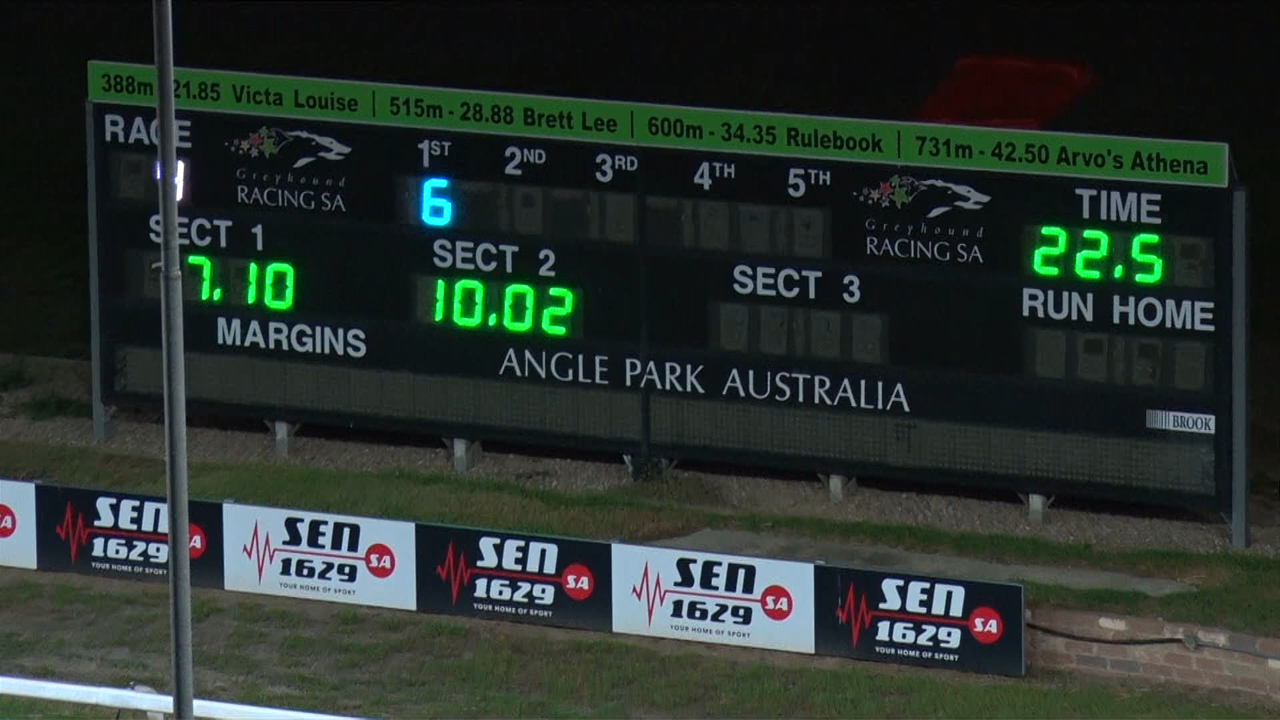 388m 21.85 Victa Louise | 515m - 28.88 Brett Lee | 600m - 34.35 Rulebook | 731m - 42.50 Arvo's Athena
RACE 1ST 2ND 3RD 4TH 5TH TIME
Greyhound RACING SA
6
Greyhound RACING SA
22.5
SECT 1 SECT 2 SECT 3 RUN HOME
7.10 10.02
MARGINS
ANGLE PARK AUSTRALIA
BROOK
SEN
1629 SA
YOUR HOME OF SPORT
SEN
1629 SA
YOUR HOME OF SPORT
SEN
1629 SA
YOUR HOME OF SPORT
SEN
1629 SA
YOUR HOME OF SPORT
SEN
1629 SA
YOUR HOME OF SPORT